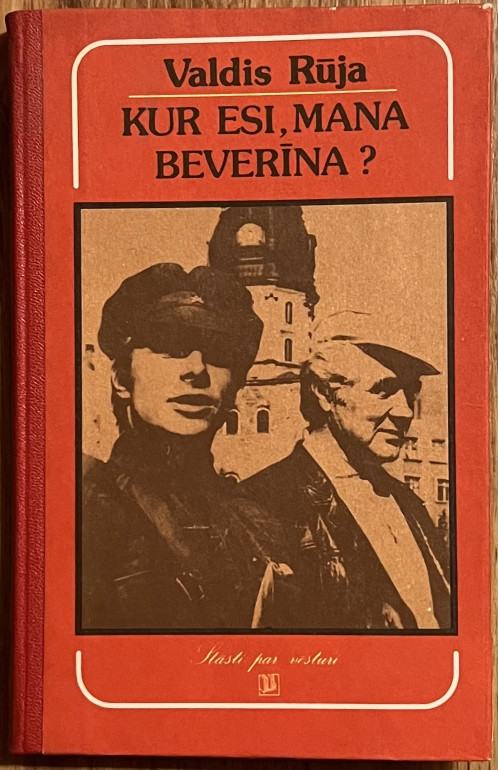 Valdis Rūja
KUR ESI, MANA
BEVERĪNA?
Stāsti par vēsturi